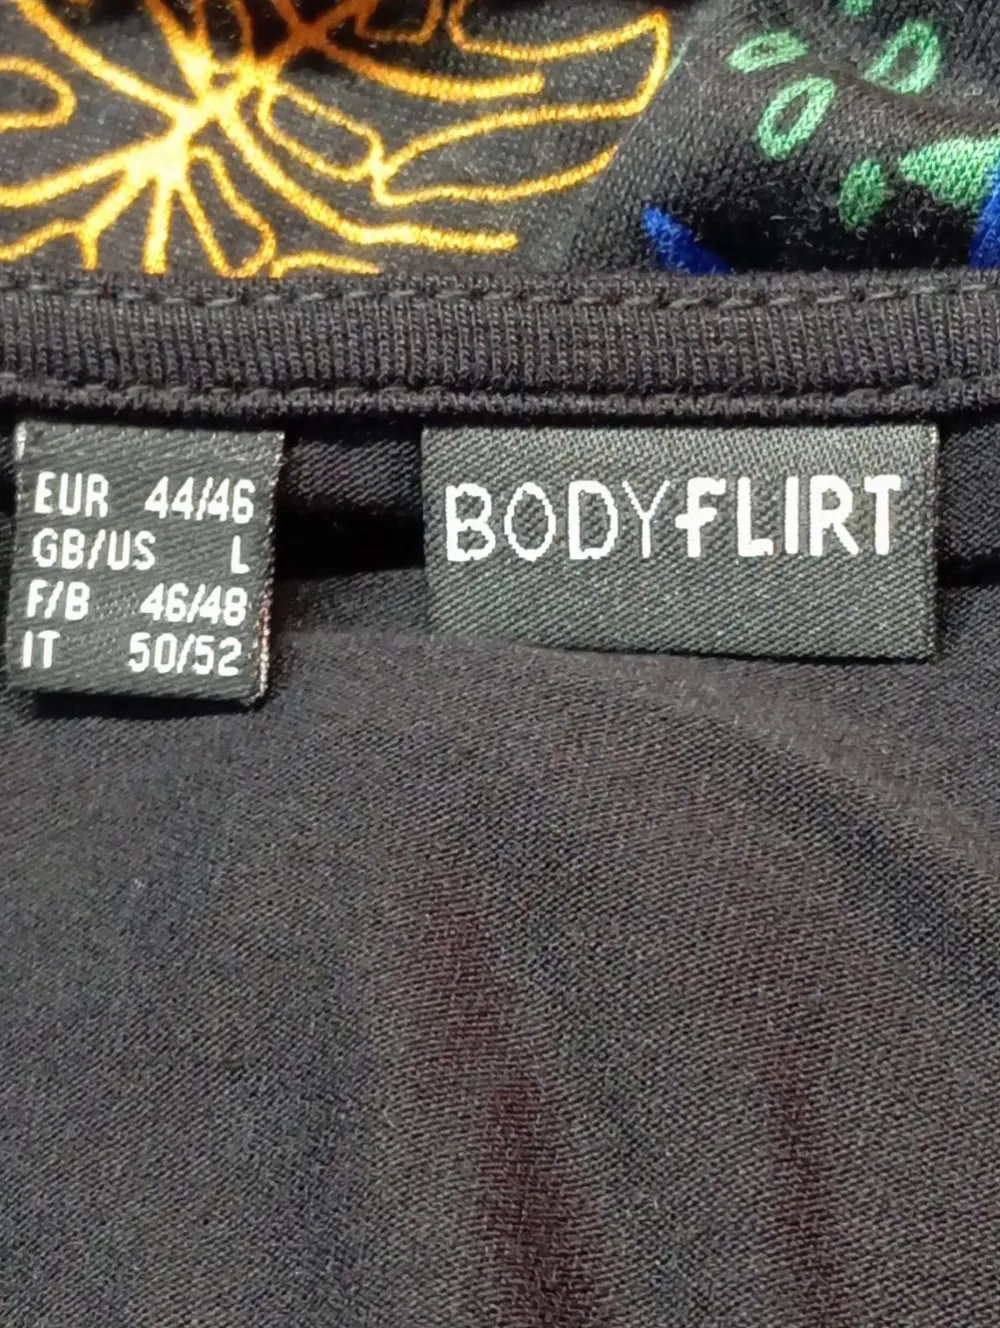 EUR 44/46
GB/US L
F/B 46/48
IT 50/52
BODYFLIRT